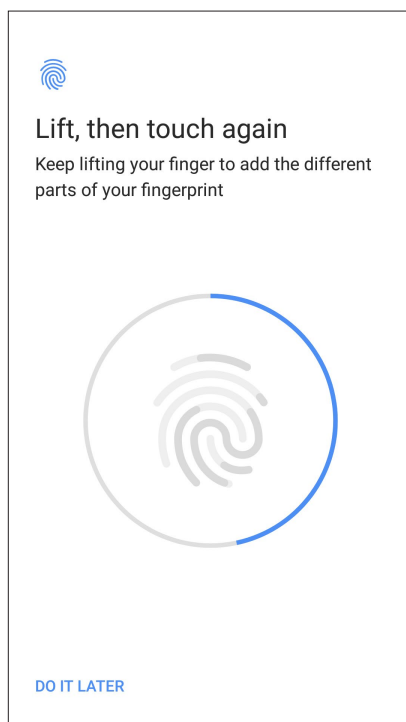 Lift, then touch again
Keep lifting your finger to add the different
parts of your fingerprint
DO IT LATER